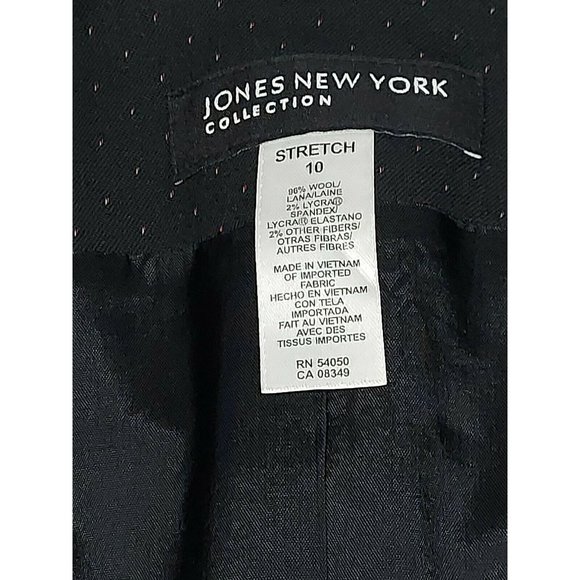 JONES NEW YORK
COLLECTION
STRETCH
10
96% WOOL/
LANA/LAINE
2% LYCRA®
SPANDEX/
LYCRA® ELASTANO
2% OTHER FIBERS/
OTRAS FIBRAS/
AUTRES FIBRES
MADE IN VIETNAM
OF IMPORTED
FABRIC
HECHO EN VIETNAM
CON TELA
IMPORTADA
FAIT AU VIETNAM
AVEC DES
TISSUS IMPORTES
RN 54050
CA 08349